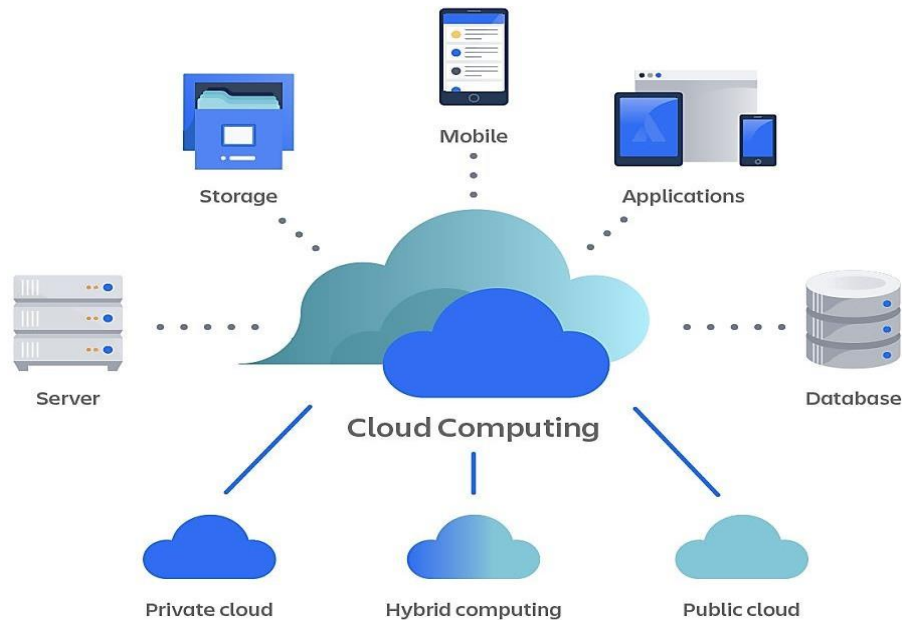 Mobile
Storage
Applications
Server
Database
Cloud Computing
Private cloud
Hybrid computing
Public cloud